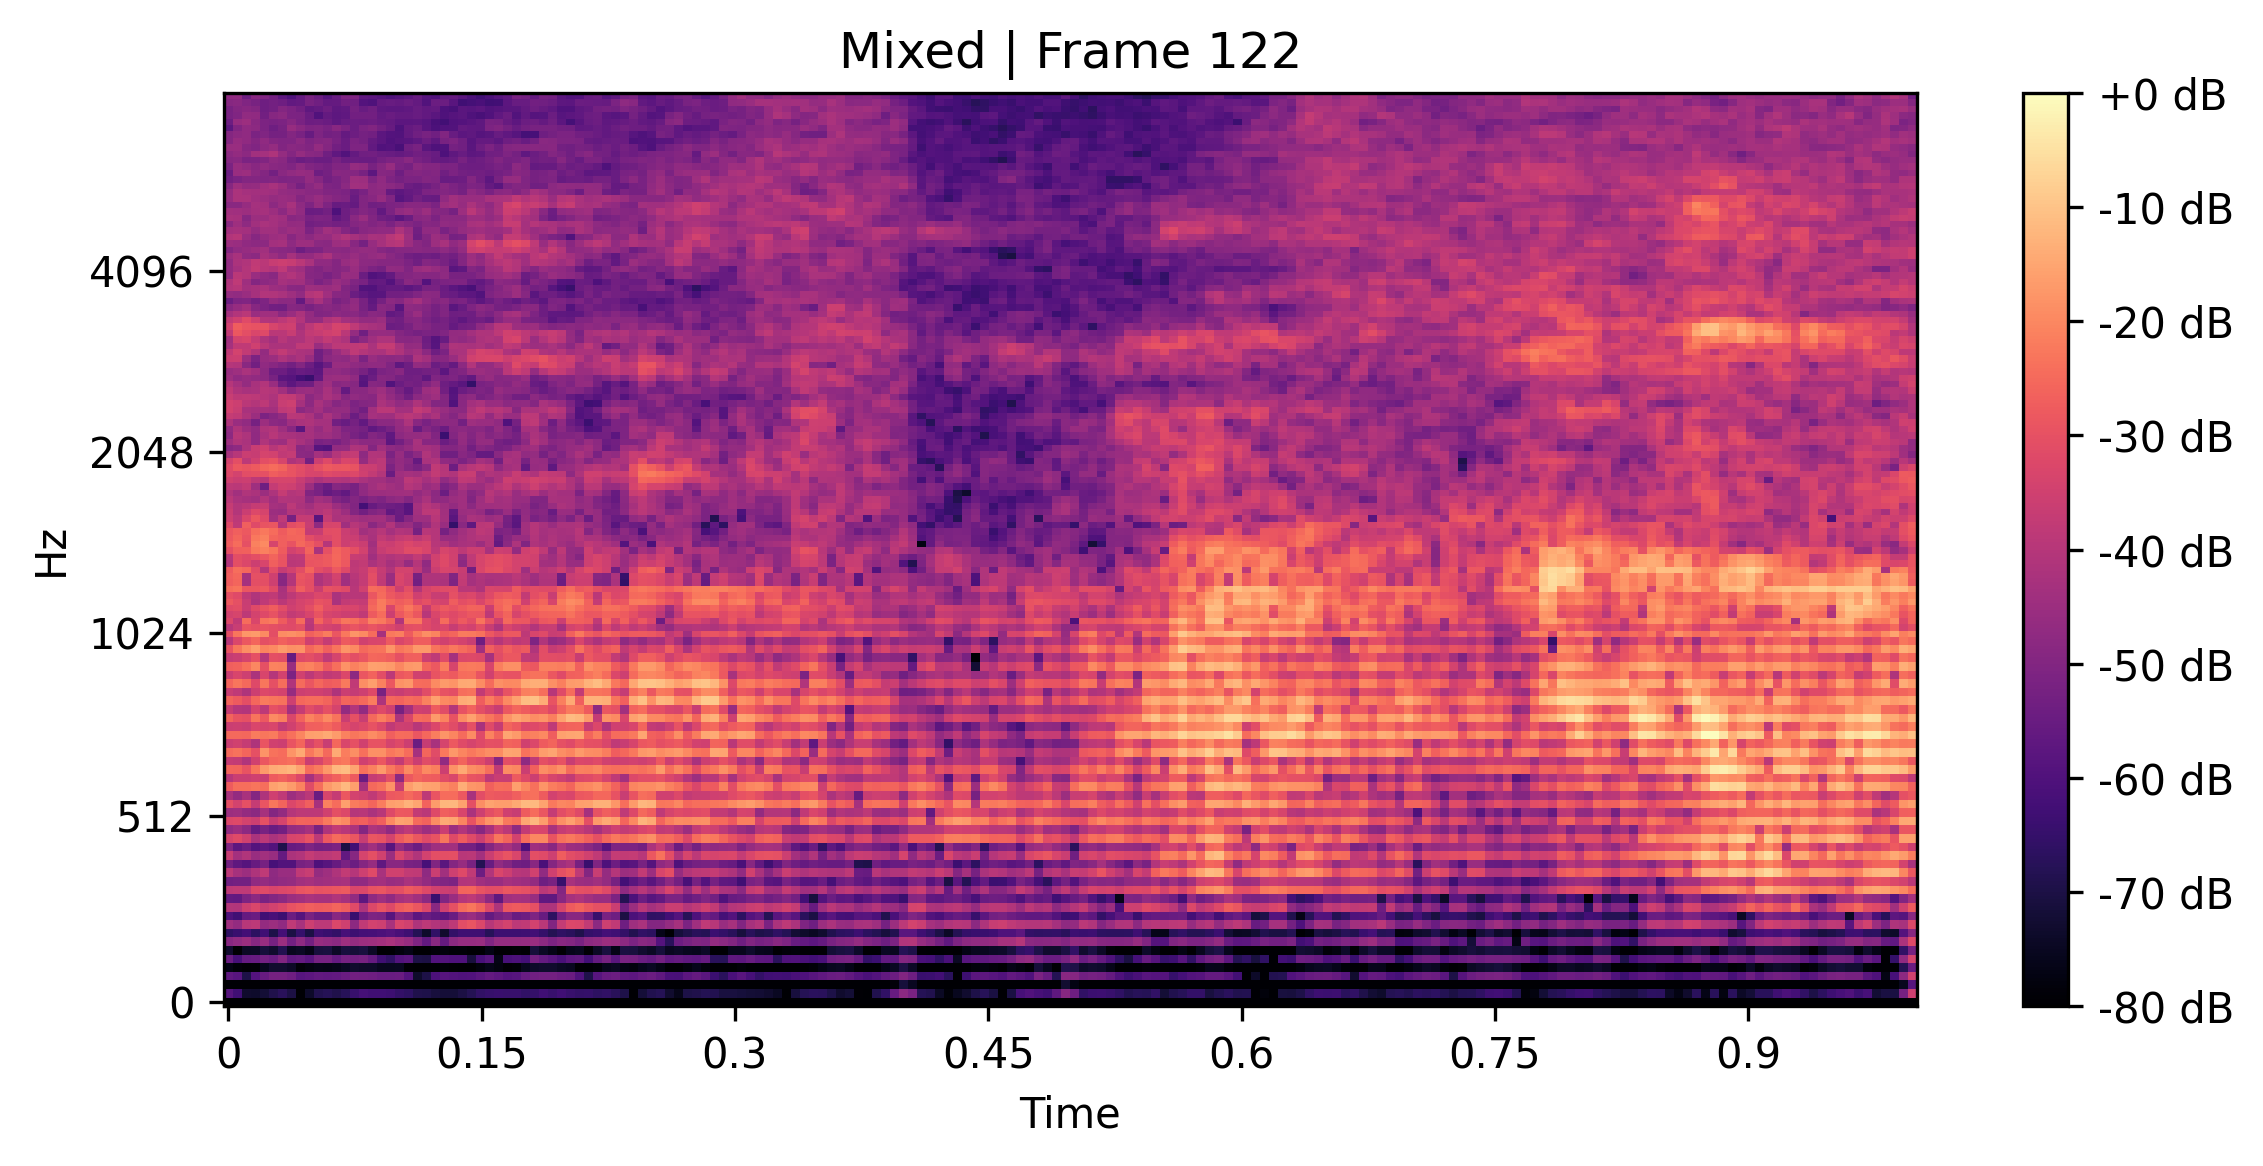 Mixed | Frame 122
Hz
4096
2048
1024
512
0
0 0.15 0.3 0.45 0.6 0.75 0.9
Time
+0 dB
-10 dB
-20 dB
-30 dB
-40 dB
-50 dB
-60 dB
-70 dB
-80 dB